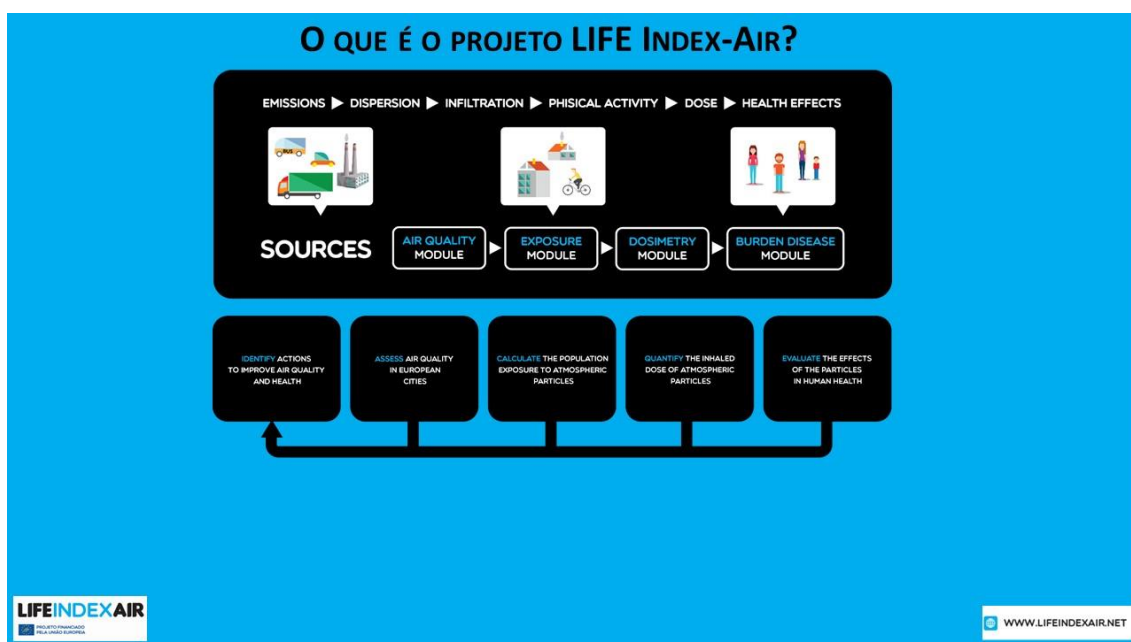 O QUE É O PROJETO LIFE INDEX-AIR?
EMISSIONS ▶ DISPERSION ▶ INFILTRATION ▶ PHISICAL ACTIVITY ▶ DOSE ▶ HEALTH EFFECTS
BUS
SOURCES
AIR QUALITY
MODULE
EXPOSURE
MODULE
DOSIMETRY
MODULE
BURDEN DISEASE
MODULE
IDENTIFY ACTIONS
TO IMPROVE AIR QUALITY
AND HEALTH
ASSESS AIR QUALITY
IN EUROPEAN
CITIES
CALCULATE THE POPULATION
EXPOSURE TO ATMOSPHERIC
PARTICLES
QUANTIFY THE INHALED
DOSE OF ATMOSPHERIC
PARTICLES
EVALUATE THE EFFECTS
OF THE PARTICLES
IN HUMAN HEALTH
LIFEINDEXAIR
PROJETO FINANCIADO
PELA UNIÃO EUROPEIA
WWW.LIFEINDEXAIR.NET